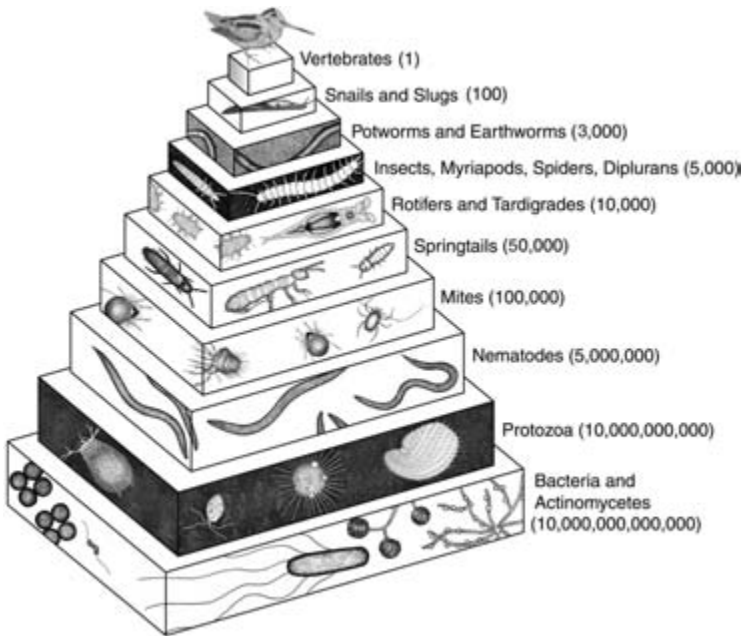 Vertebrates (1)
Snails and Slugs (100)
Potworms and Earthworms (3,000)
Insects, Myriapods, Spiders, Diplurans (5,000)
Rotifers and Tardigrades (10,000)
Springtails (50,000)
Mites (100,000)
Nematodes (5,000,000)
Protozoa (10,000,000,000)
Bacteria and
Actinomycetes
(10,000,000,000,000)